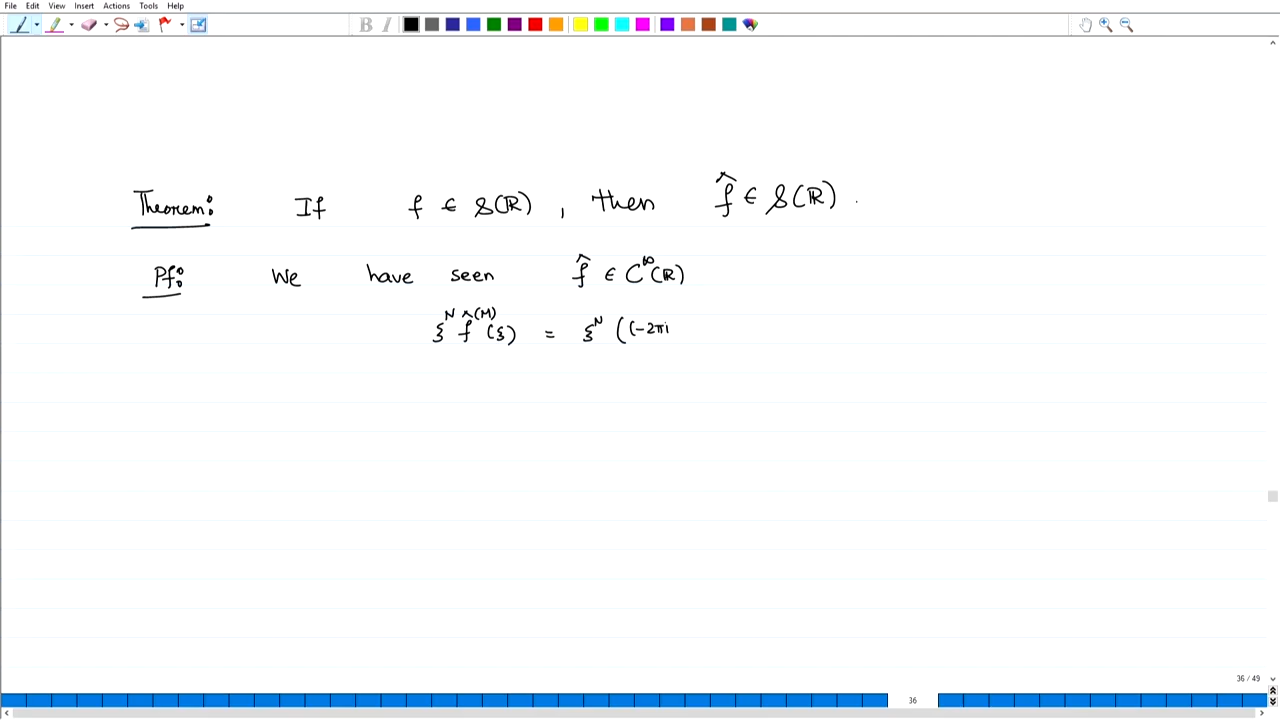 File Edit View Insert Actions Tools Help
B I
Theorem: If f ∈ S(ℝ), then f̂ ∈ S(ℝ).
Pf: We have seen f̂ ∈ C^∞(ℝ)
ξ^N f̂^(M)(ξ) = ξ^N ((-2πi
36 / 49
36